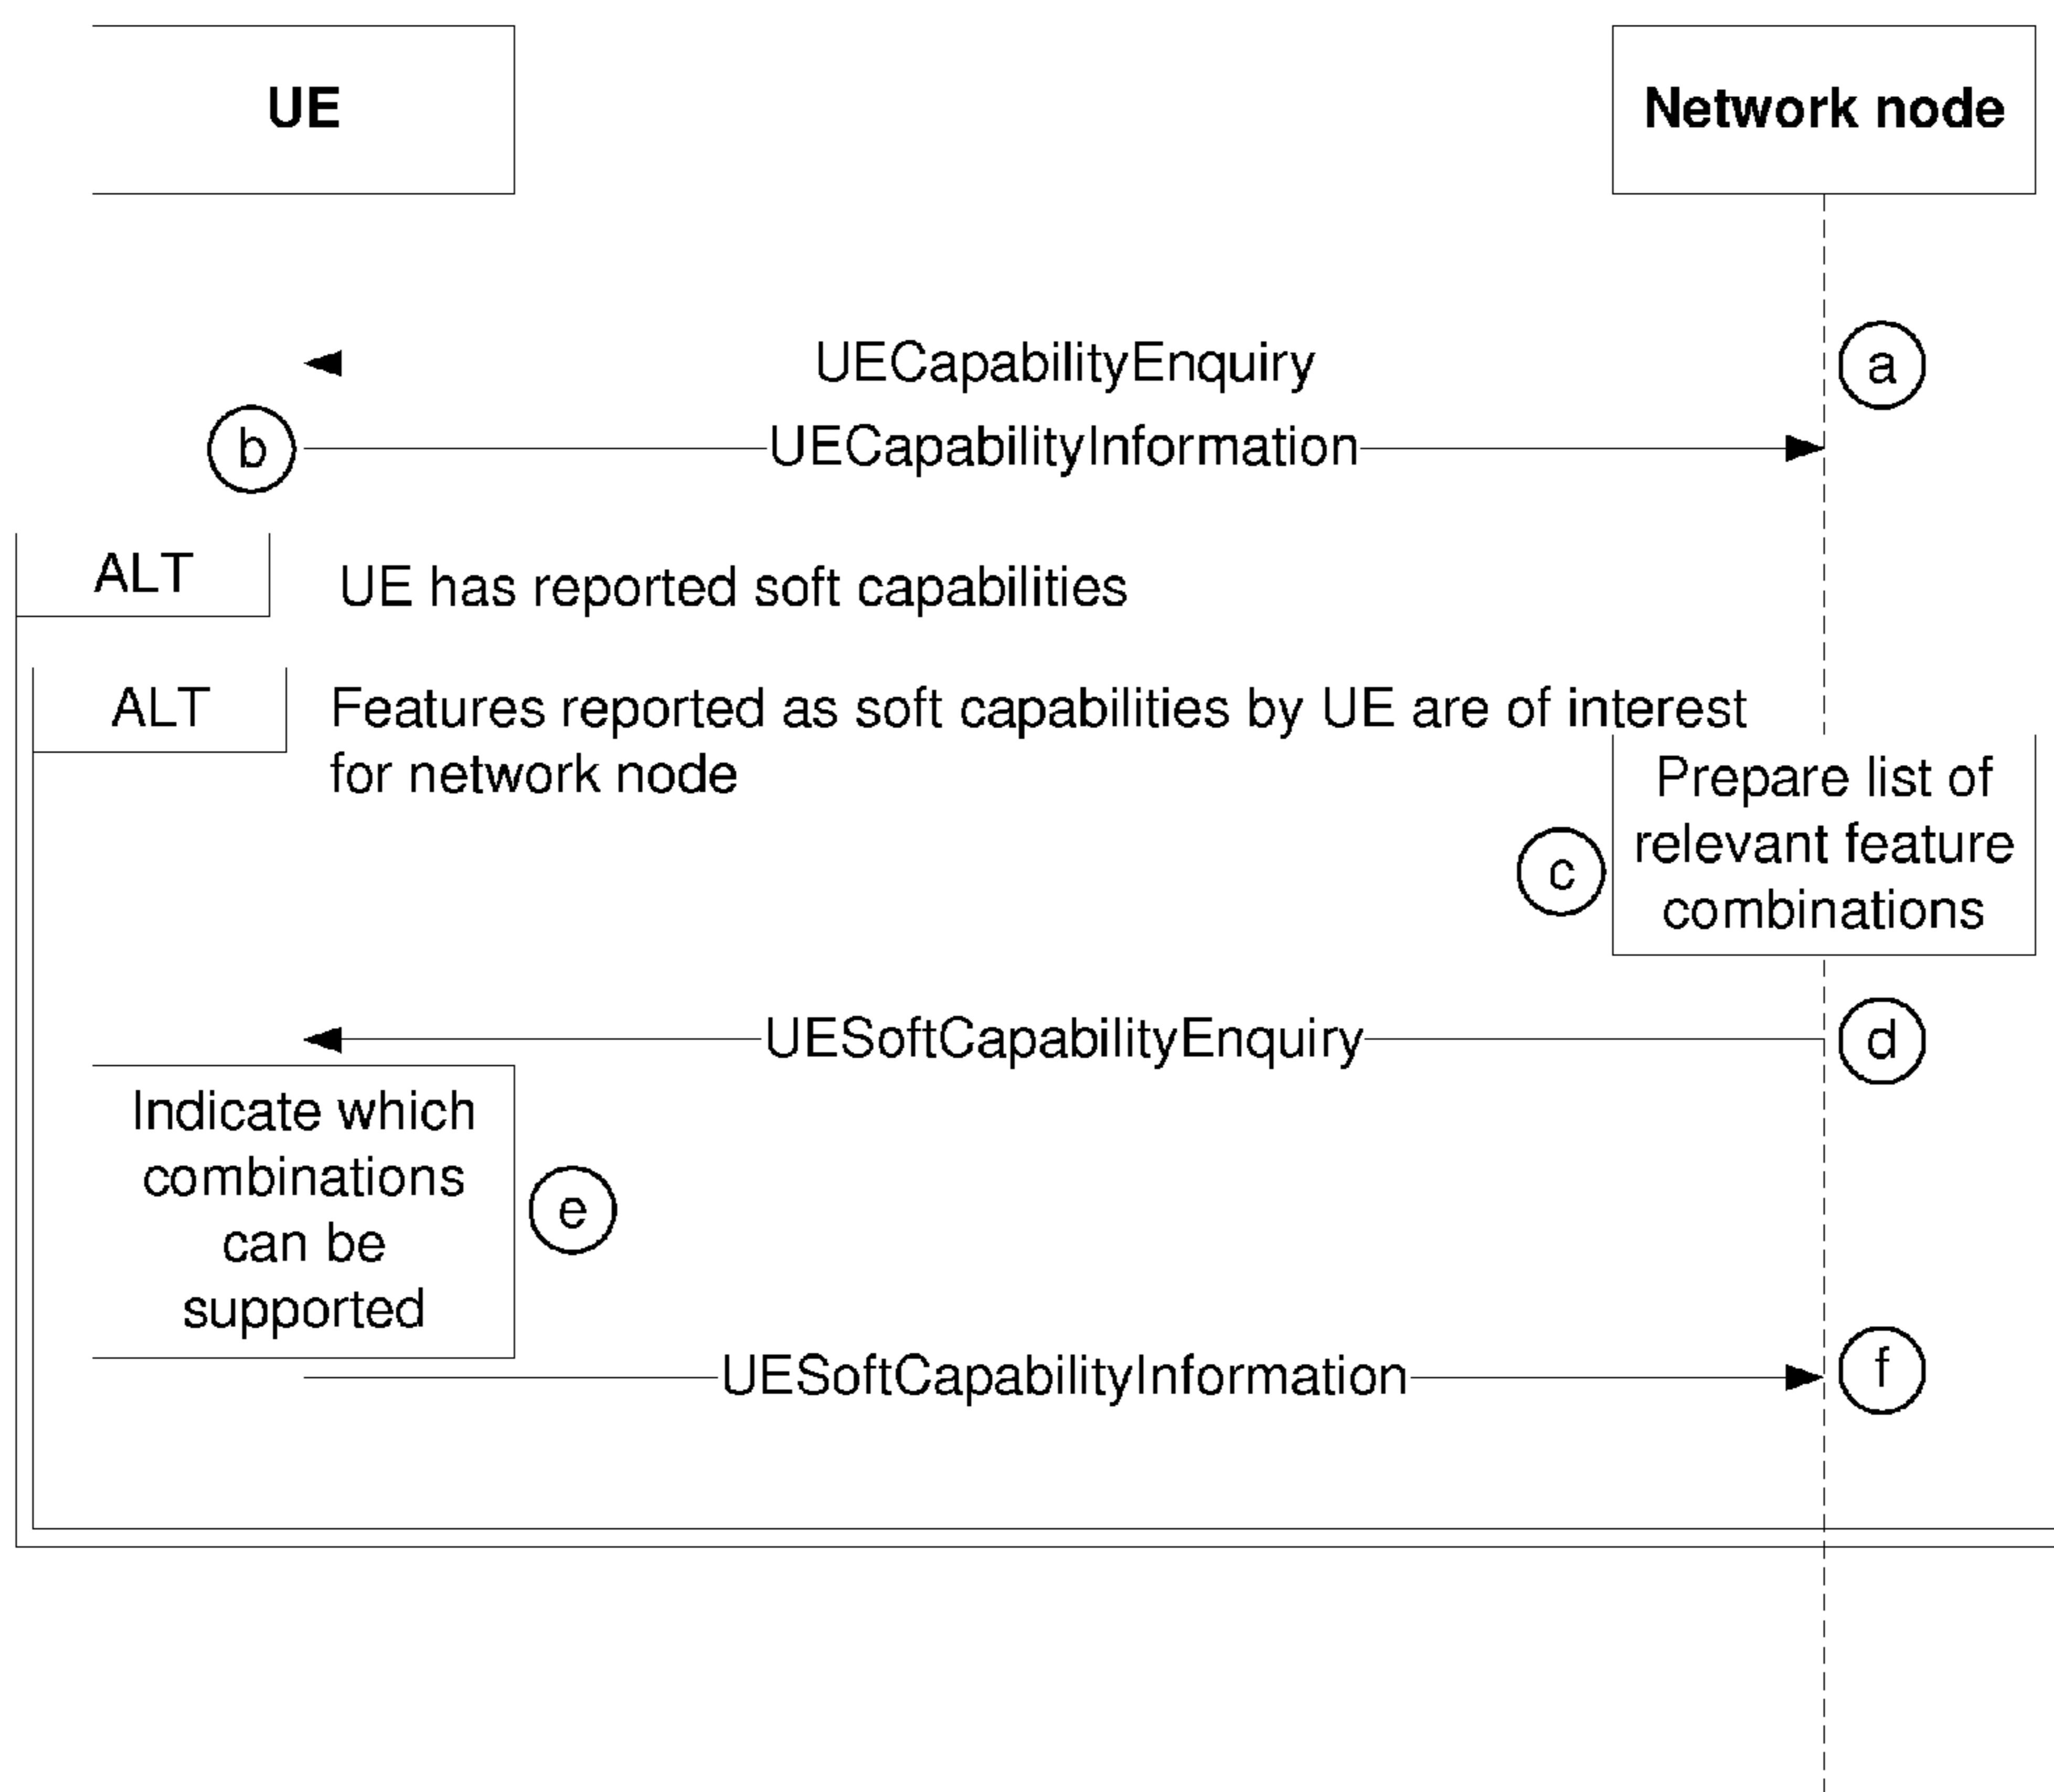 UE
Network node
UECapabilityEnquiry
a
b
UECapabilityInformation
ALT
UE has reported soft capabilities
ALT
Features reported as soft capabilities by UE are of interest
for network node
Prepare list of
relevant feature
combinations
c
UESoftCapabilityEnquiry
d
Indicate which
combinations
can be
supported
e
UESoftCapabilityInformation
f